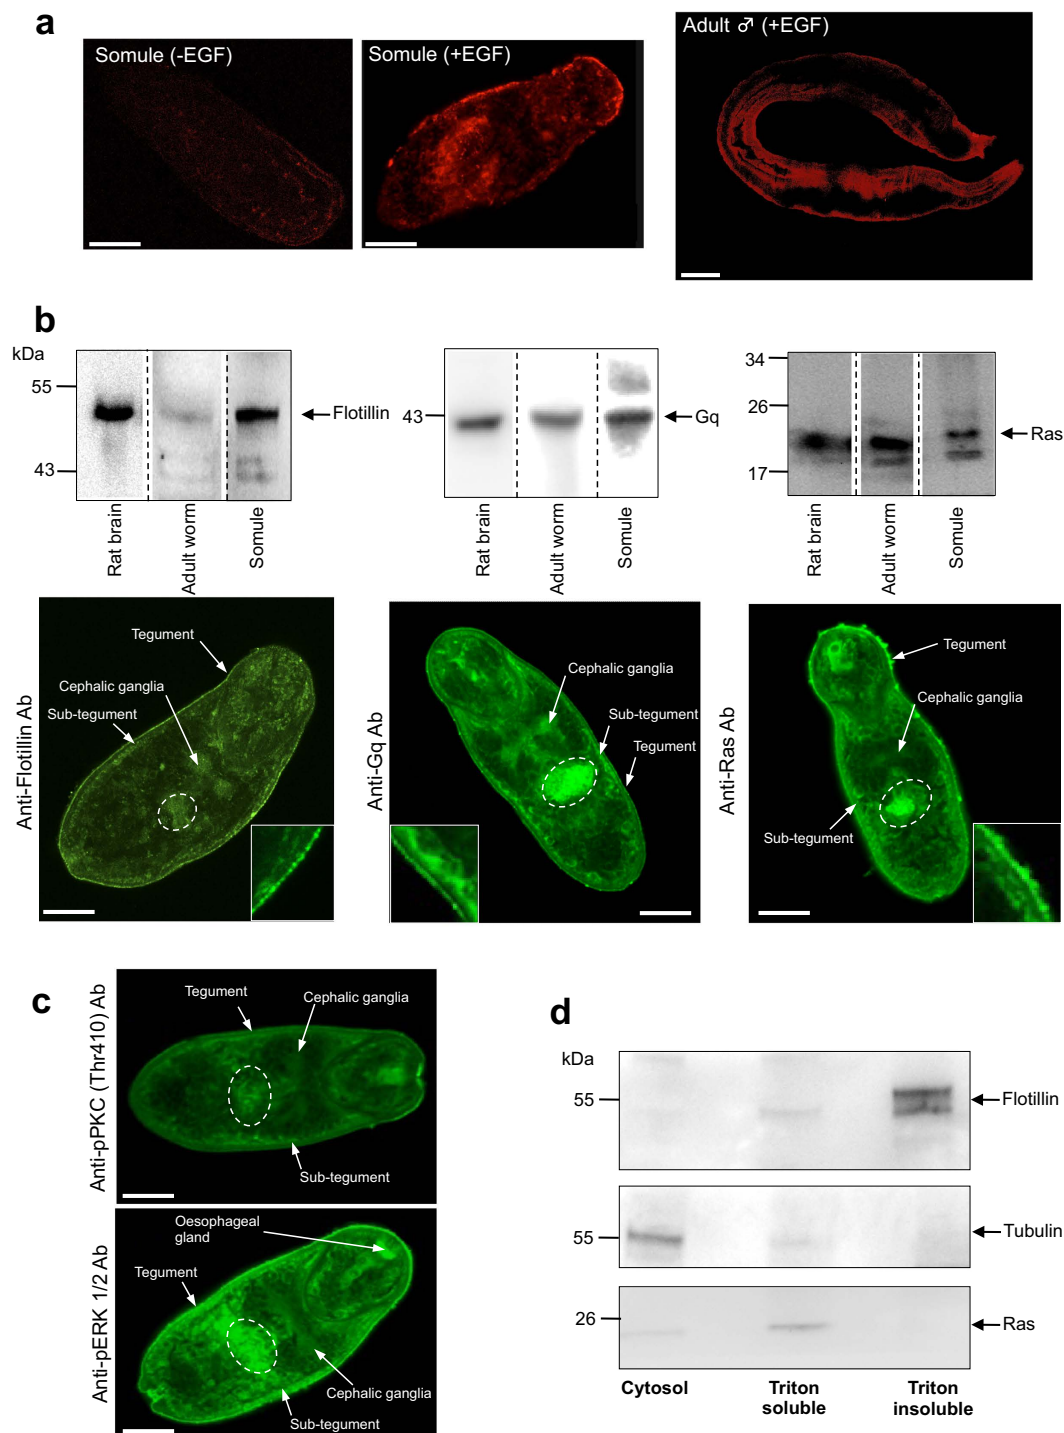 a
Somule (-EGF)
Somule (+EGF)
Adult ♂ (+EGF)
b
kDa
55
43
Flotillin
Rat brain
Adult worm
Somule
43
Gq
Rat brain
Adult worm
Somule
34
26
17
Ras
Rat brain
Adult worm
Somule
Anti-Flotillin Ab
Tegument
Cephalic ganglia
Sub-tegument
Anti-Gq Ab
Cephalic ganglia
Sub-tegument
Tegument
Anti-Ras Ab
Tegument
Cephalic ganglia
Sub-tegument
c
Anti-pPKC (Thr410) Ab
Tegument
Cephalic ganglia
Sub-tegument
Anti-pERK 1/2 Ab
Oesophageal
gland
Tegument
Cephalic ganglia
Sub-tegument
d
kDa
55
Flotillin
55
Tubulin
26
Ras
Cytosol
Triton
soluble
Triton
insoluble